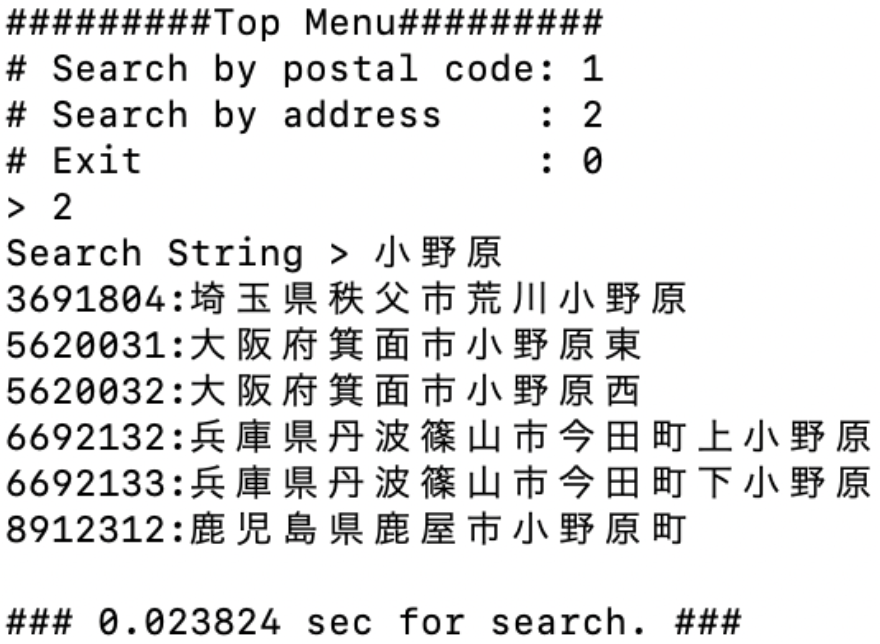 #########Top Menu#########
# Search by postal code: 1
# Search by address    : 2
# Exit                 : 0
> 2
Search String > 小野原
3691804:埼玉県秩父市荒川小野原
5620031:大阪府箕面市小野原東
5620032:大阪府箕面市小野原西
6692132:兵庫県丹波篠山市今田町上小野原
6692133:兵庫県丹波篠山市今田町下小野原
8912312:鹿児島県鹿屋市小野原町
### 0.023824 sec for search. ###